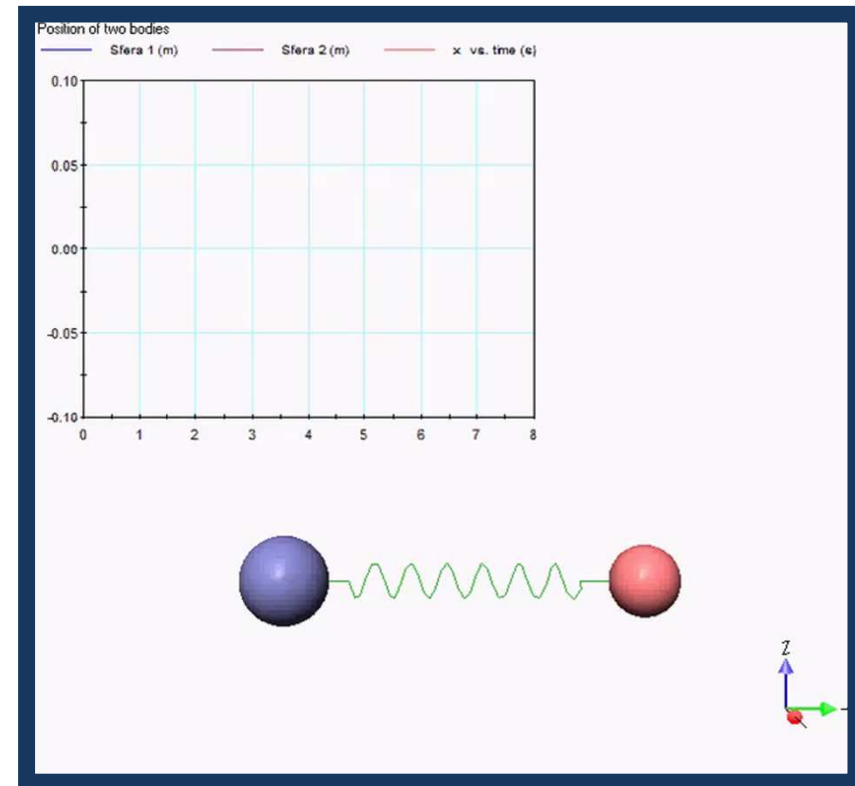 Position of two bodies
Sfera 1 (m) Sfera 2 (m) x vs. time (s)
0.10
0.05
0.00
-0.05
-0.10
0 1 2 3 4 5 6 7 8
Z